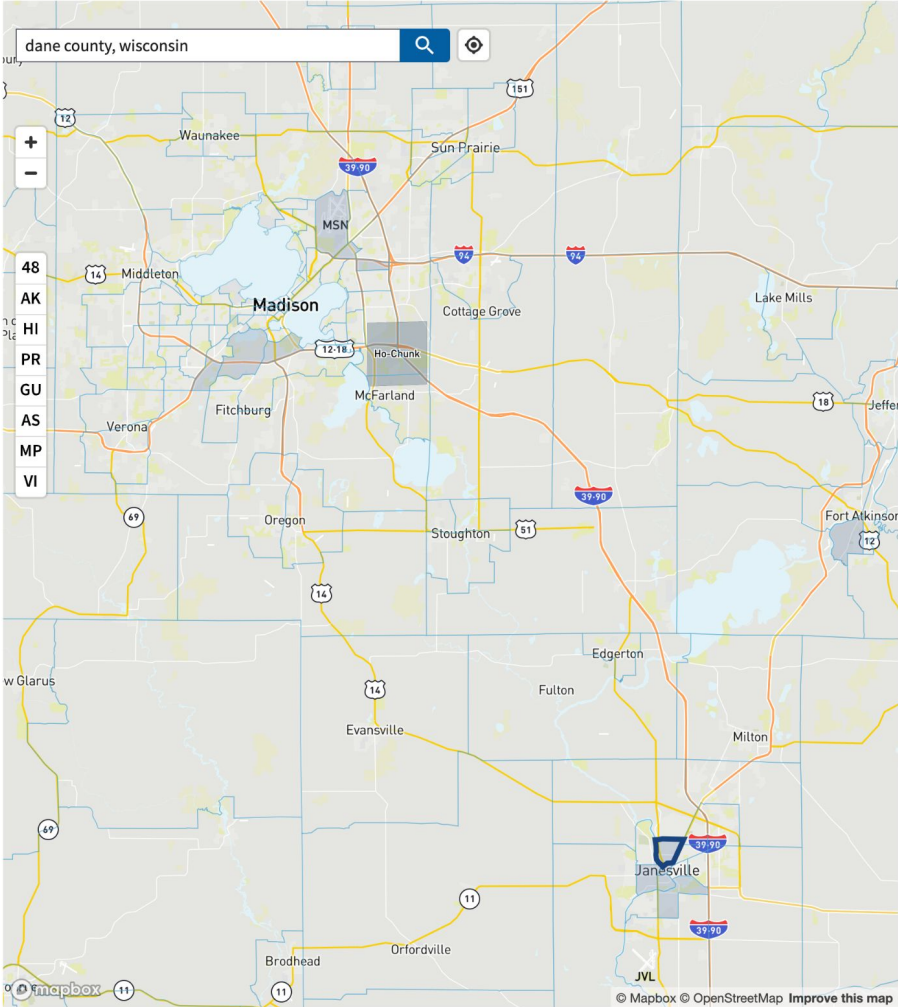 dane county, wisconsin
151
12
Waunakee
Sun Prairie
39-90
MSN
94
94
14
Middleton
48
AK
HI
PR
GU
AS
MP
VI
Madison
Cottage Grove
Lake Mills
12-18
Ho-Chunk
McFarland
18
Fitchburg
Verona
39-90
69
Oregon
Stoughton
51
Fort Atkinson
12
14
Edgerton
14
Fulton
Evansville
Milton
69
39-90
Janesville
11
39-90
Orfordville
Brodhead
JVL
mapbox
11
11
© Mapbox © OpenStreetMap Improve this map